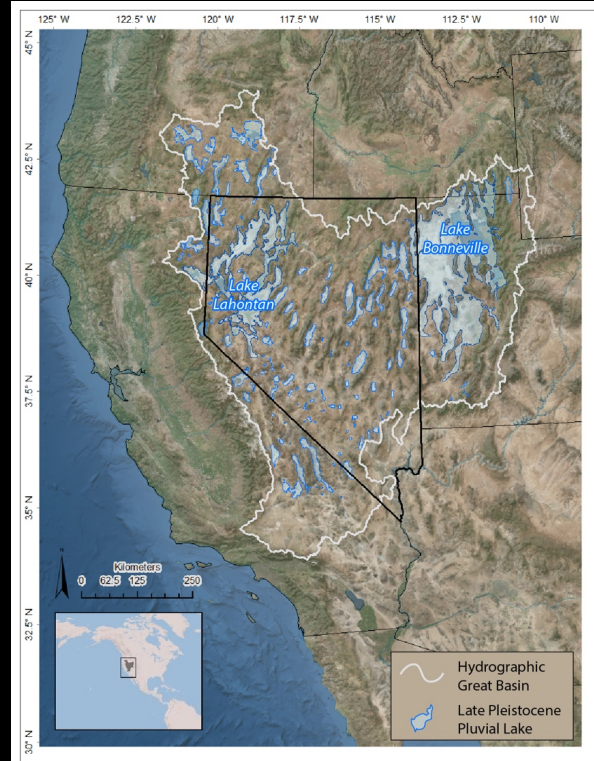 125° W 122.5° W 120° W 117.5° W 115° W 112.5° W 110° W
45° N
42.5° N
40° N
37.5° N
35° N
32.5° N
30° N
Lake
Bonneville
Lake
Lahontan
N
Kilometers
0 62.5 125 250
Hydrographic
Great Basin
Late Pleistocene
Pluvial Lake